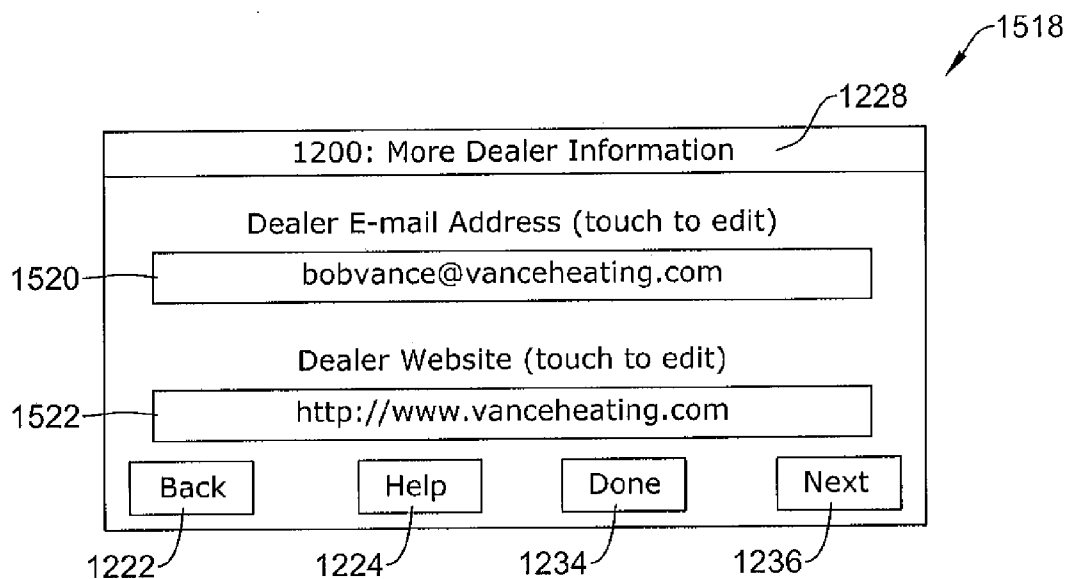 1518
1228
1200: More Dealer Information
Dealer E-mail Address (touch to edit)
1520 bobvance@vanceheating.com
Dealer Website (touch to edit)
1522 http://www.vanceheating.com
Back Help Done Next
1222 1224 1234 1236